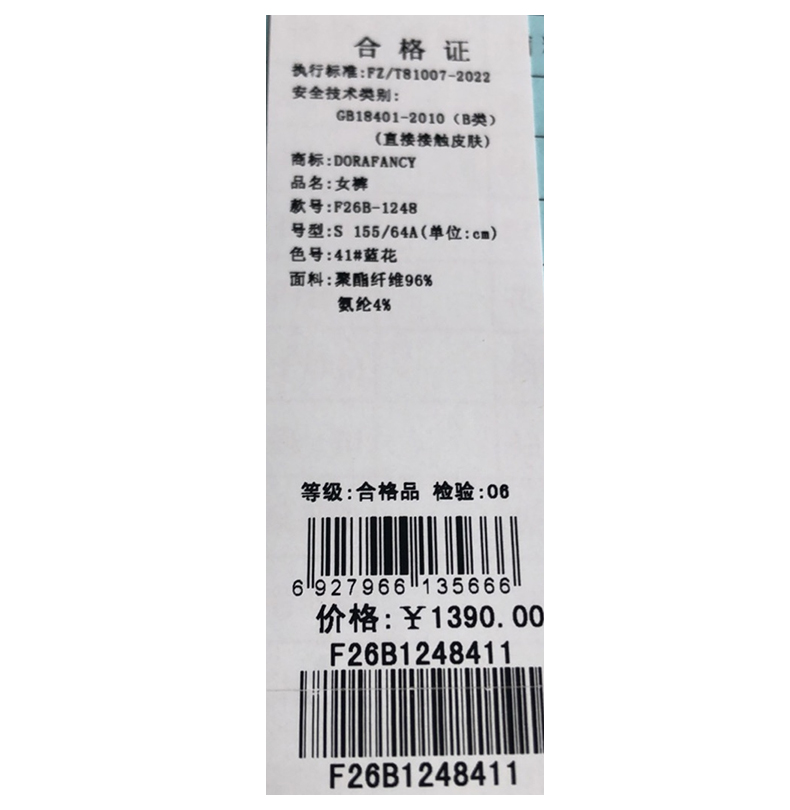 合格证
执行标准:FZ/T81007-2022
安全技术类别:
GB18401-2010（B类）
(直接接触皮肤)
商标:DORAFANCY
品名:女裤
款号:F26B-1248
号型:S 155/64A(单位:cm)
色号:41#蓝花
面料:聚酯纤维96%
氨纶4%
等级:合格品 检验:06
6 927966 135666
价格:￥1390.00
F26B1248411
F26B1248411